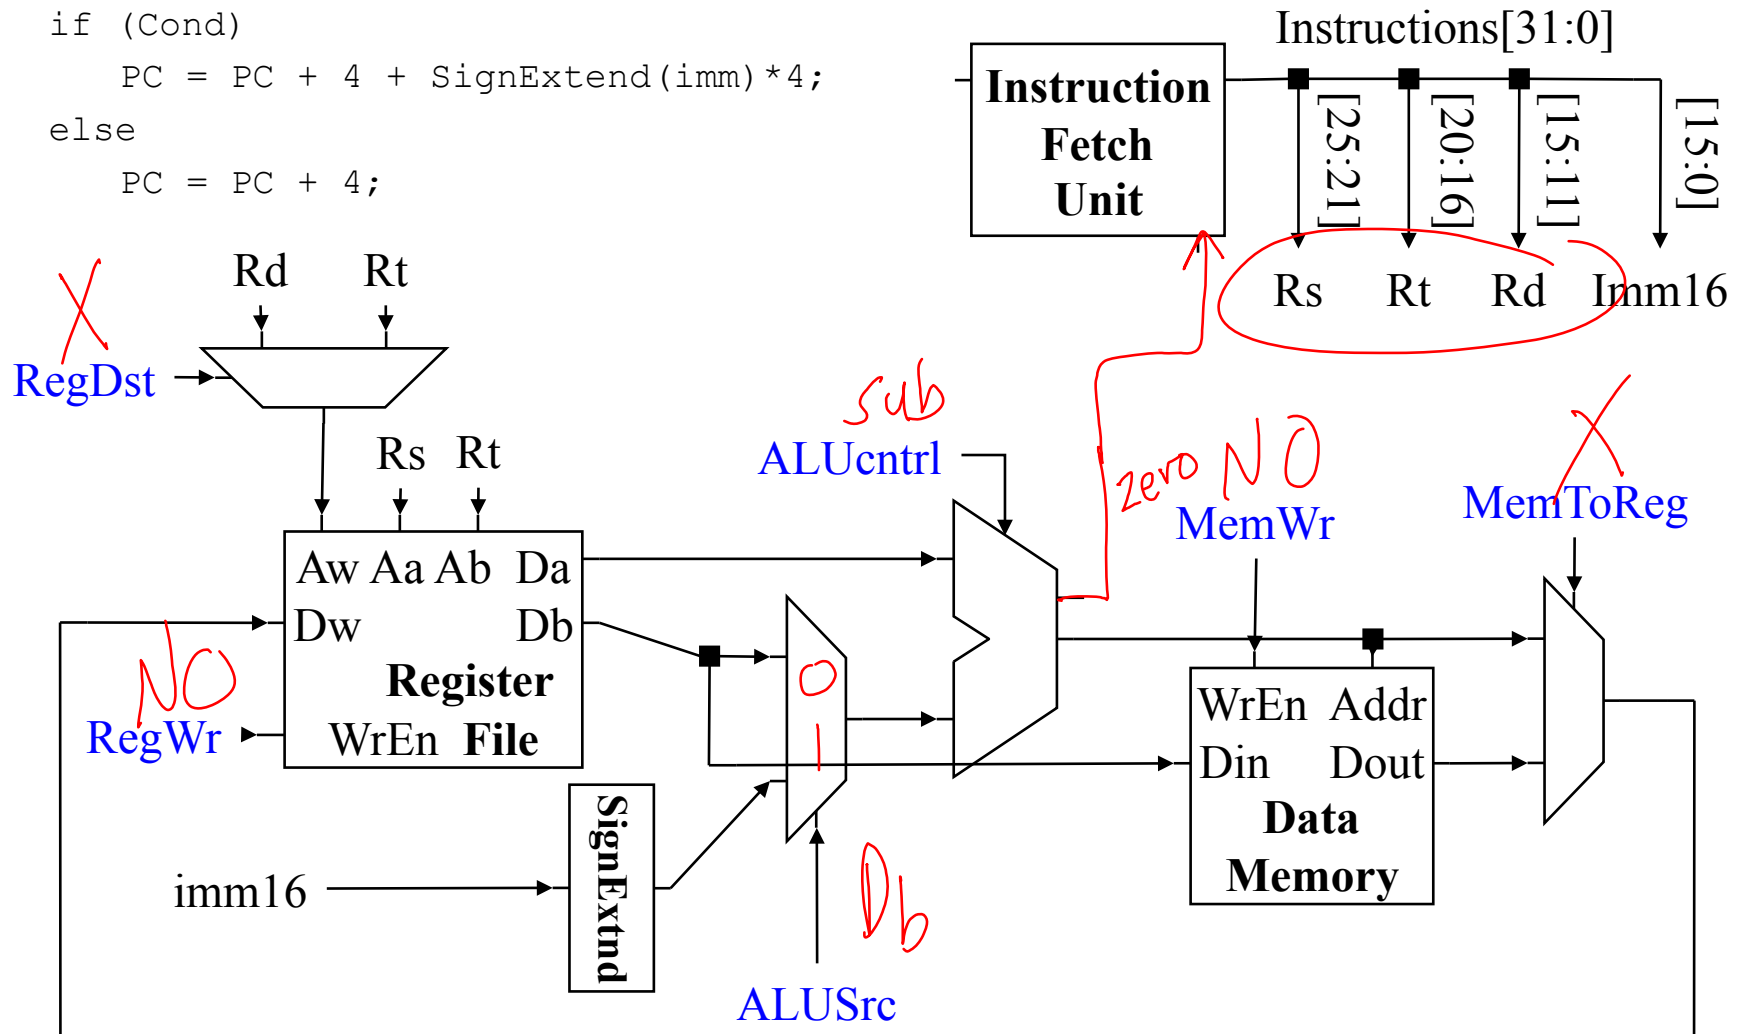 if (Cond)
PC = PC + 4 + SignExtend(imm)*4;
else
PC = PC + 4;
Instructions[31:0]
Instruction
Fetch
Unit
[25:21]
[20:16]
[15:11]
[15:0]
Rs Rt Rd Imm16
Rd Rt
X
RegDst
Rs Rt
sub
ALUcntrl
zero
NO
MemWr
X
MemToReg
Aw Aa Ab Da
Dw Db
Register
WrEn File
NO
RegWr
0
1
WrEn Addr
Din Dout
Data
Memory
imm16
SignExtnd
Db
ALUSrc